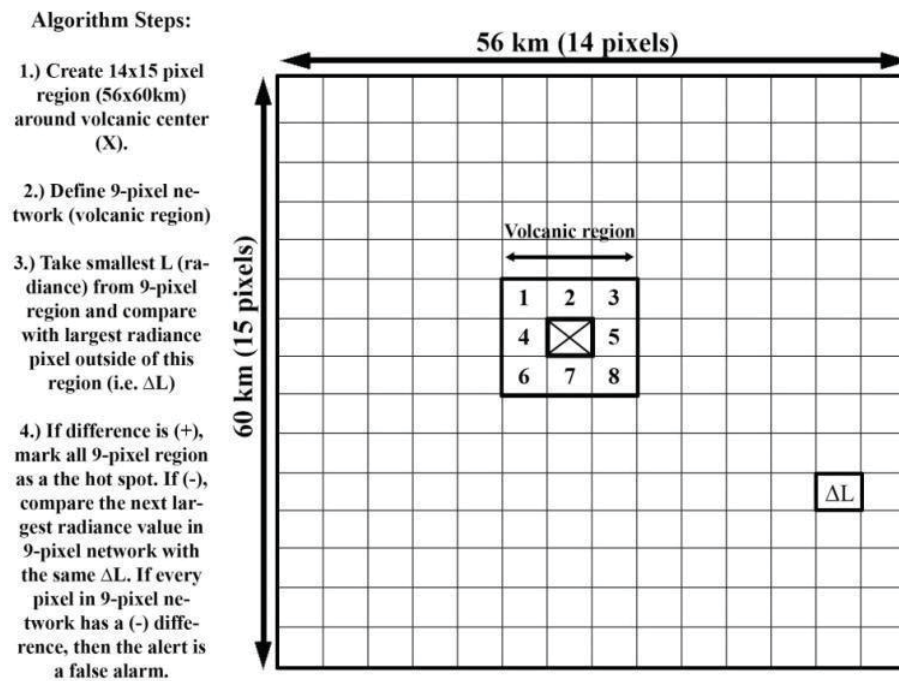 Algorithm Steps:
1.) Create 14x15 pixel
region (56x60km)
around volcanic center
(X).
2.) Define 9-pixel ne-
twork (volcanic region)
3.) Take smallest L (ra-
diance) from 9-pixel
region and compare
with largest radiance
pixel outside of this
region (i.e. ΔL)
4.) If difference is (+),
mark all 9-pixel region
as a the hot spot. If (-),
compare the next lar-
gest radiance value in
9-pixel network with
the same ΔL. If every
pixel in 9-pixel ne-
twork has a (-) diffe-
rence, then the alert is
a false alarm.
56 km (14 pixels)
60 km (15 pixels)
Volcanic region
1 2 3
4 5
6 7 8
ΔL